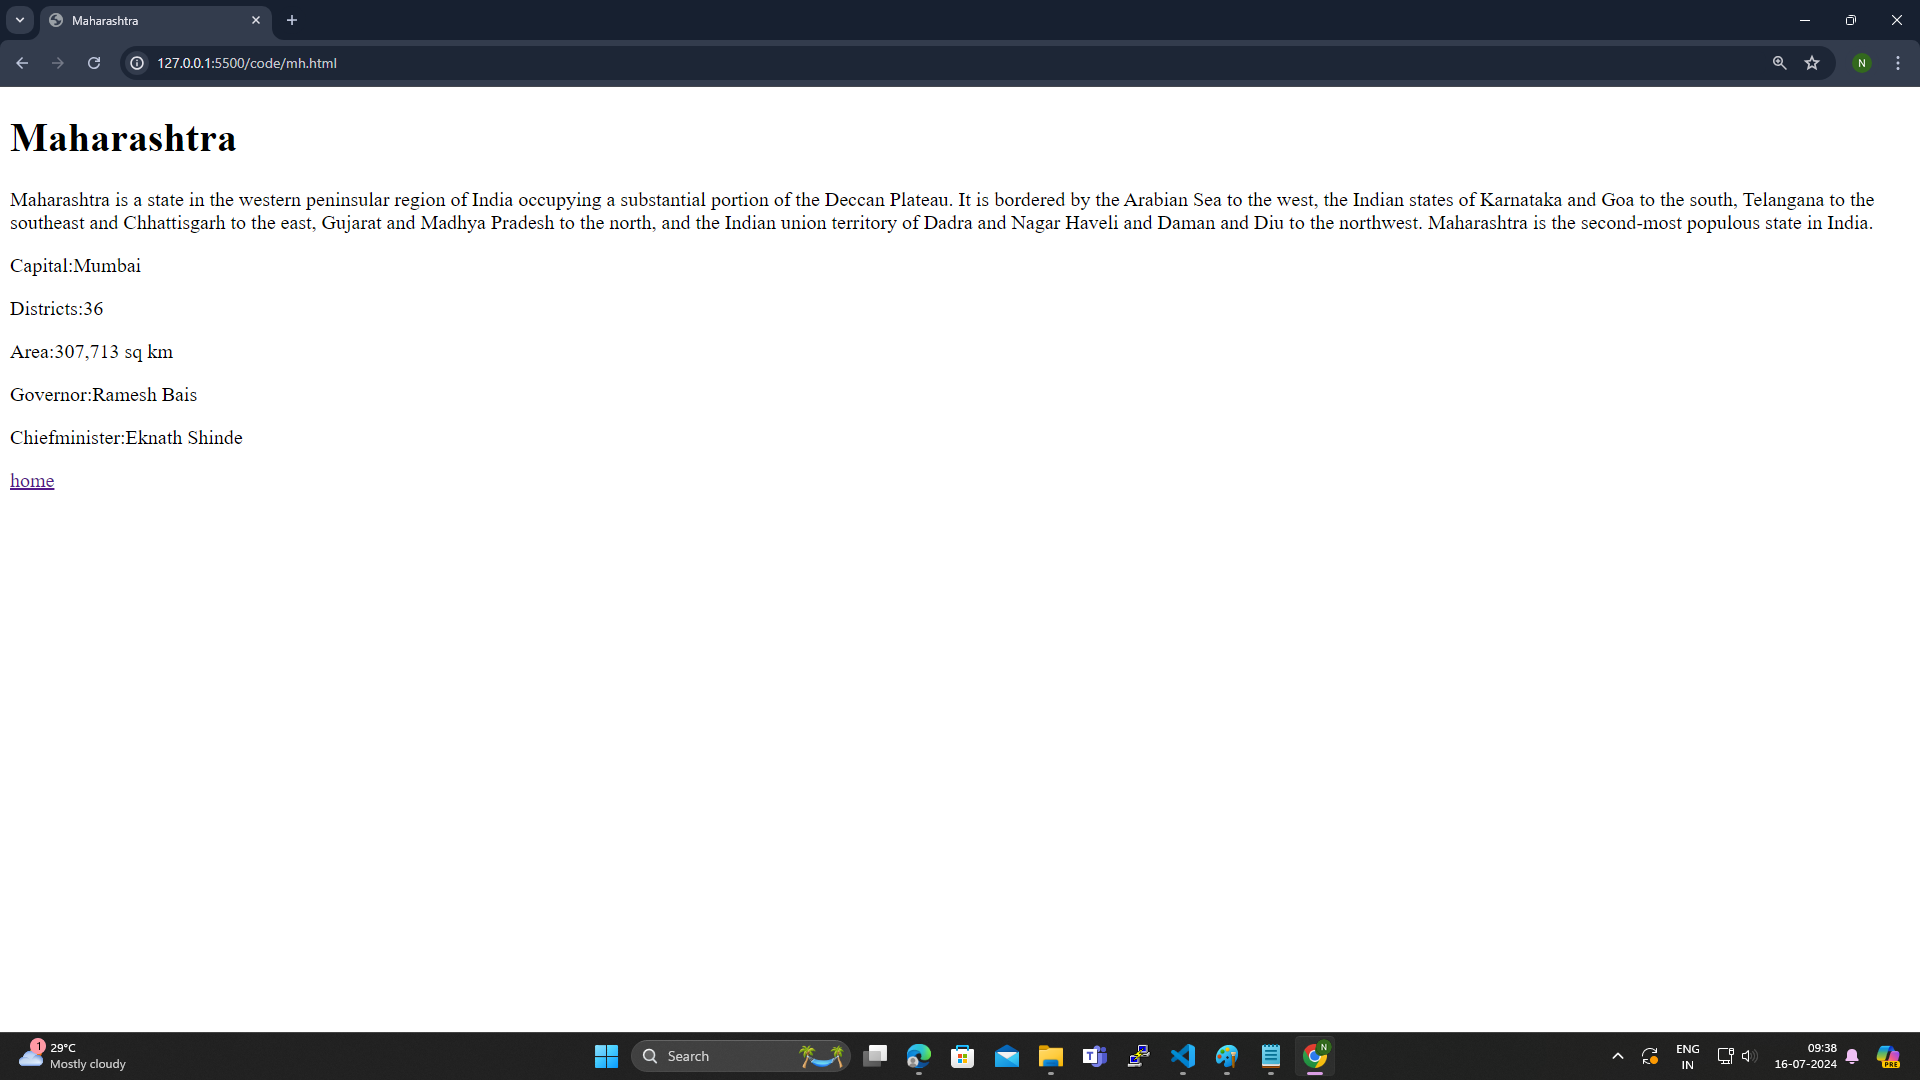 Maharashtra
127.0.0.1:5500/code/mh.html
N
Maharashtra
Maharashtra is a state in the western peninsular region of India occupying a substantial portion of the Deccan Plateau. It is bordered by the Arabian Sea to the west, the Indian states of Karnataka and Goa to the south, Telangana to the
southeast and Chhattisgarh to the east, Gujarat and Madhya Pradesh to the north, and the Indian union territory of Dadra and Nagar Haveli and Daman and Diu to the northwest. Maharashtra is the second-most populous state in India.
Capital:Mumbai
Districts:36
Area:307,713 sq km
Governor:Ramesh Bais
Chiefminister:Eknath Shinde
home
1
29°C
Mostly cloudy
Search
T
N
ENG
IN
09:38
16-07-2024
PRE